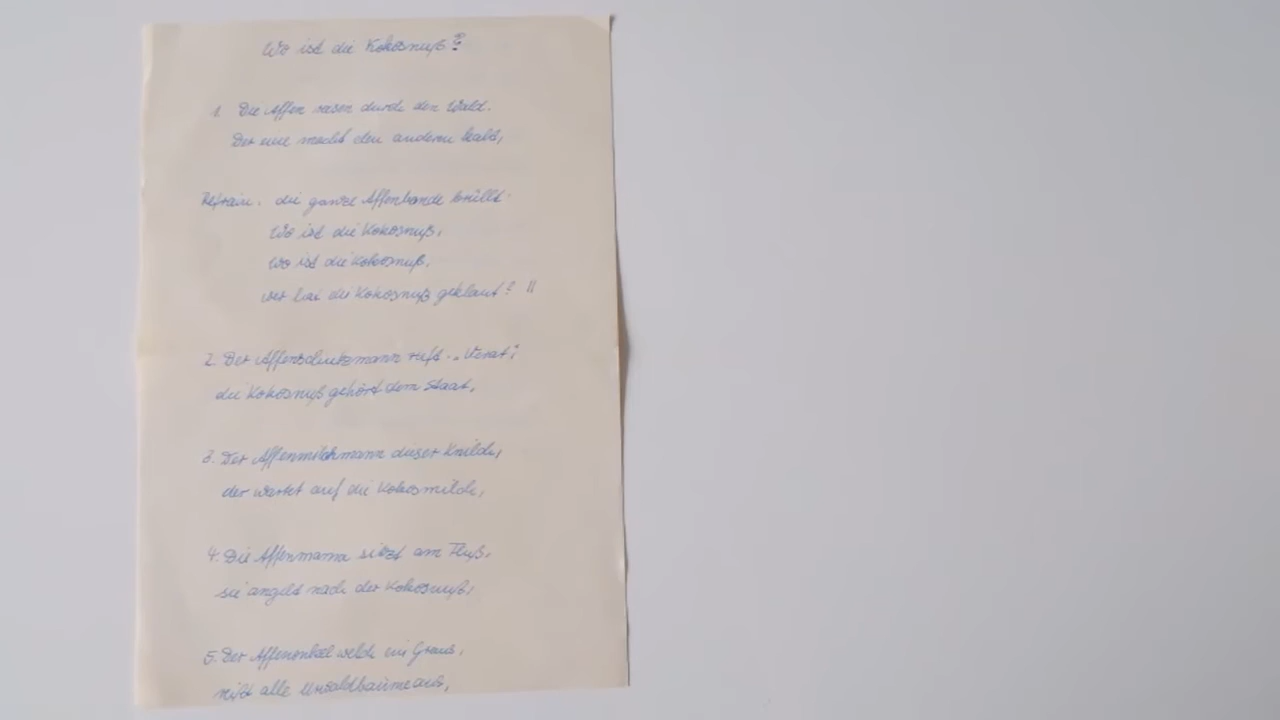 Wo ist die Kokosnuß?
1. Die Affen rasen durch den Wald.
Der eine macht den andern kalt,
Refrain. die ganze Affenbande brüllt.
Wo ist die Kokosnuß,
wo ist die Kokosnuß,
wer hat die Kokosnuß geklaut? !!
2. Der Affenschutzmann ruft. „Verat“,
die Kokosnuß gehört dem Staat,
3. Der Affenmilchmann dieser Knilch,
der wartet auf die Kokosmilch,
4. Die Affenmama sitzt am Fluß,
sie angelt nach der Kokosnuß,
5. Der Affenonkel welch ein Graus,
reißt alle Urwaldbäume aus,